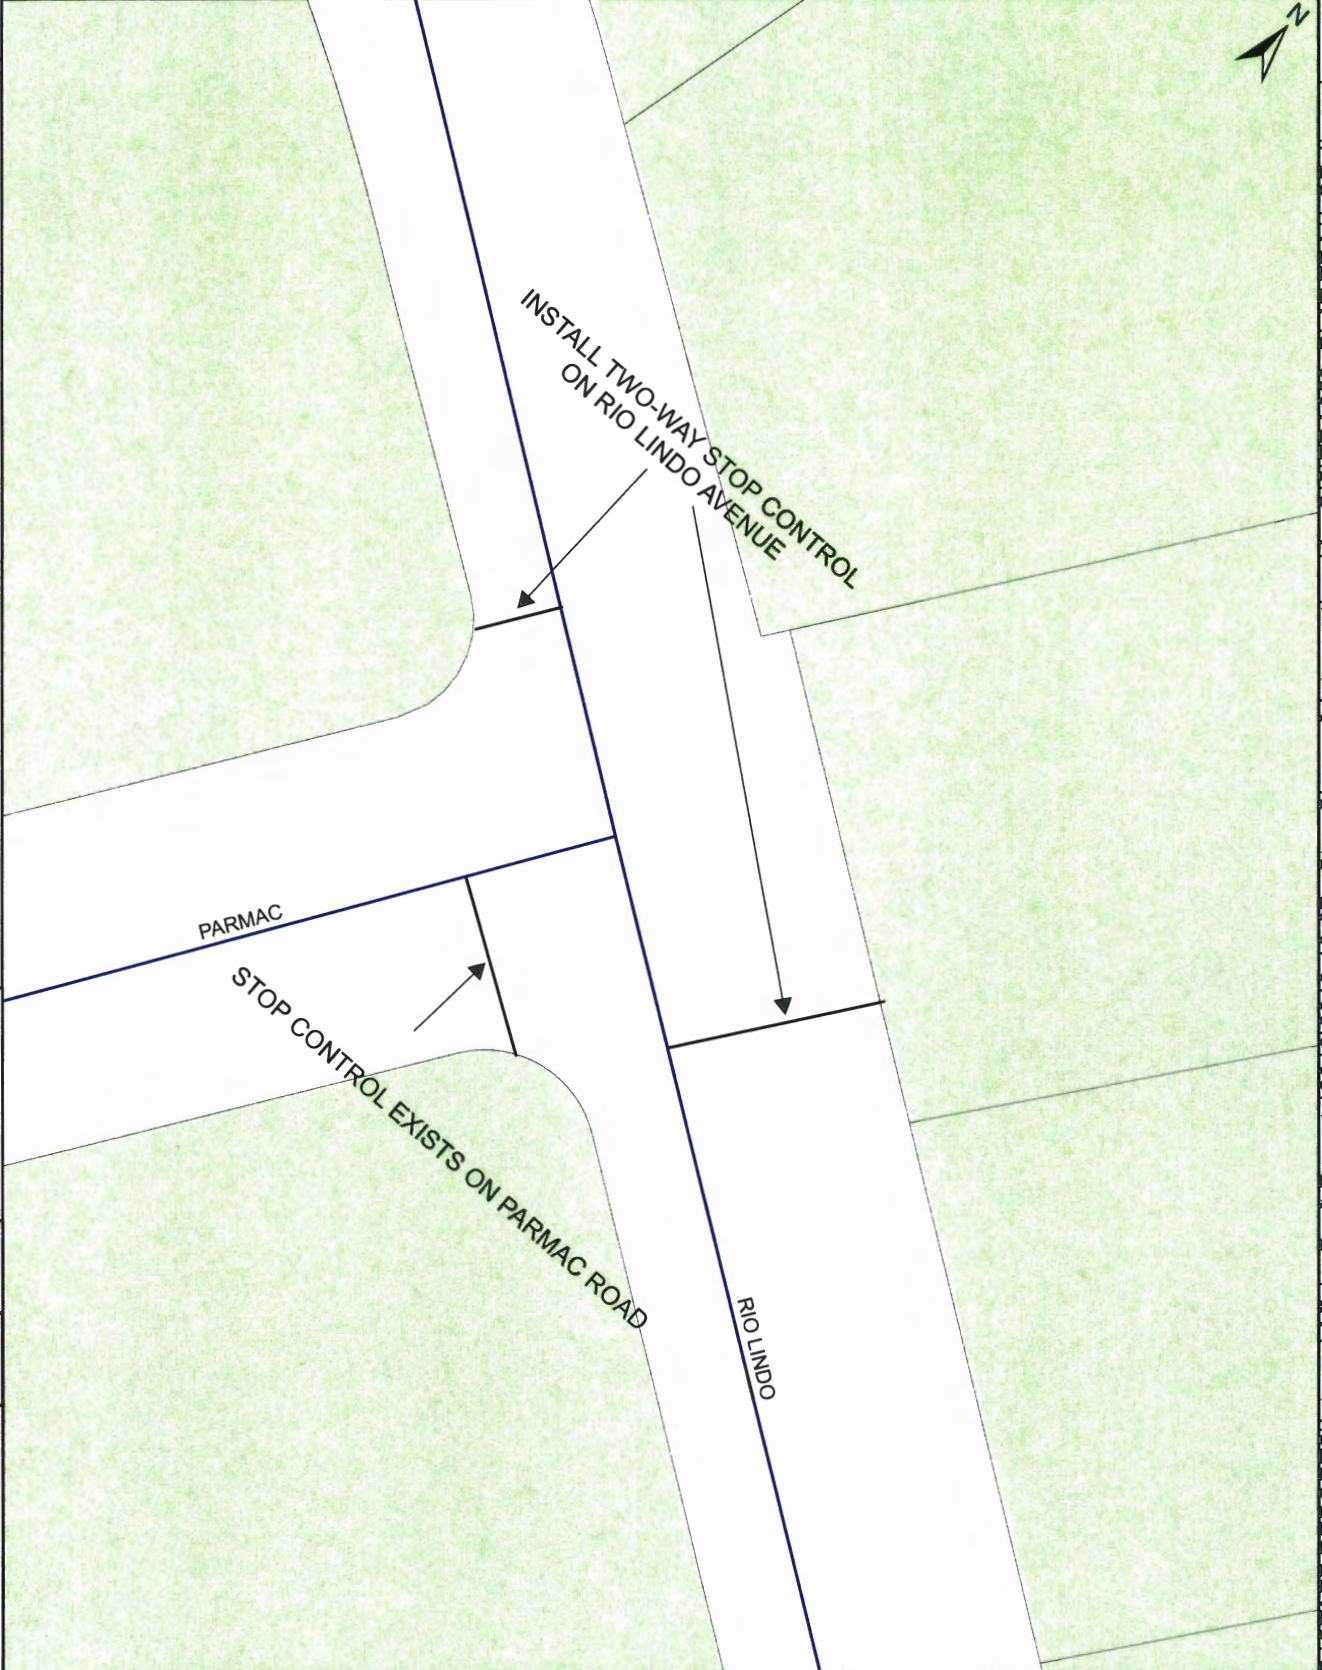 N
INSTALL TWO-WAY STOP CONTROL
ON RIO LINDO AVENUE
PARMAC
STOP CONTROL EXISTS ON PARMAC ROAD
RIO LINDO